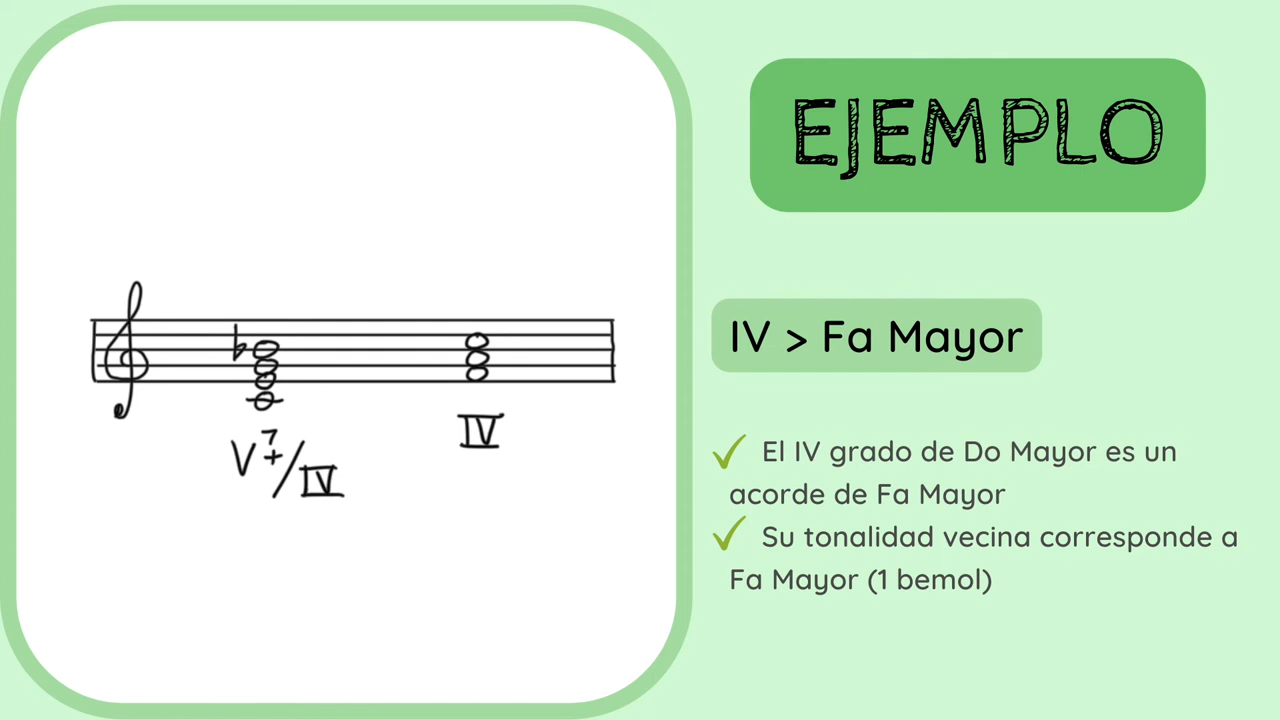 EJEMPLO
IV > Fa Mayor
El IV grado de Do Mayor es un
acorde de Fa Mayor
Su tonalidad vecina corresponde a
Fa Mayor (1 bemol)
V7+/IV
IV